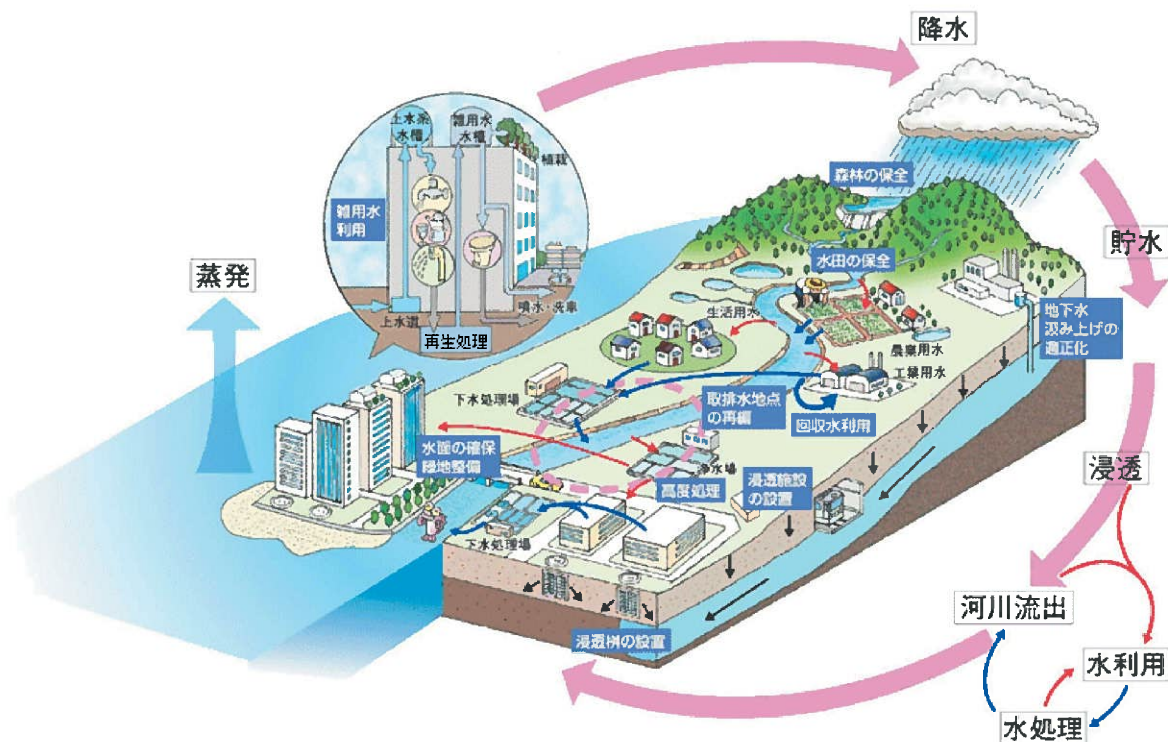 降水
上水系
水槽
雑用水
水槽
植栽
森林の保全
雑用水
利用
貯水
水田の保全
蒸発
噴水・洗車
上水道
再生処理
生活用水
地下水
汲み上げの
適正化
農業用水
工業用水
下水処理場
取排水地点
の再編
回収水利用
水面の確保
緑地整備
浄水場
浸透
高度処理
浸透施設
の設置
下水処理場
河川流出
浸透桝の設置
水利用
水処理